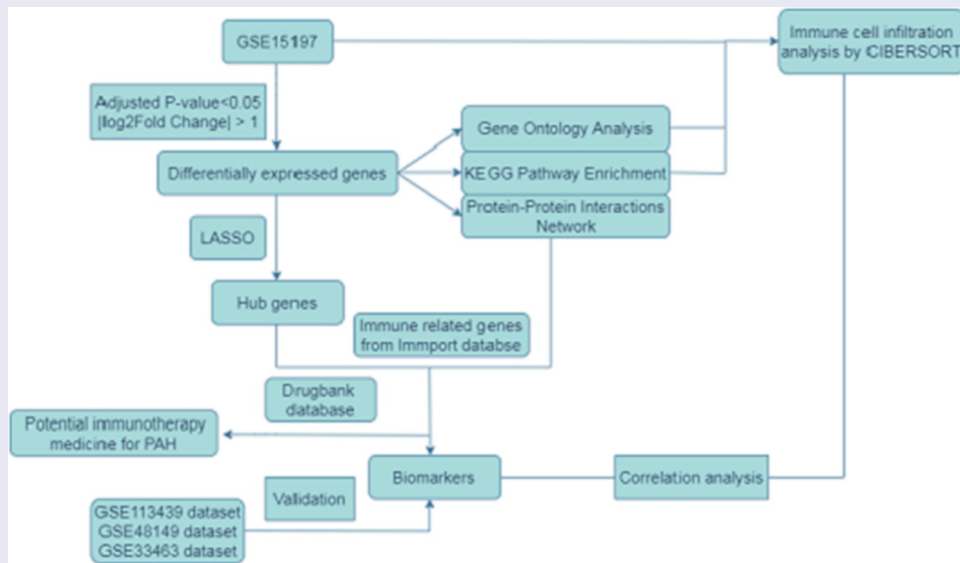 GSE15197
Immune cell infiltration
analysis by CIBERSORT
Adjusted P-value<0.05
|log2Fold Change| > 1
Gene Ontology Analysis
Differentially expressed genes
KEGG Pathway Enrichment
Protein-Protein Interactions
Network
LASSO
Hub genes
Immune related genes
from Immport databse
Drugbank
database
Potential immunotherapy
medicine for PAH
Biomarkers
Correlation analysis
Validation
GSE113439 dataset
GSE48149 dataset
GSE33463 dataset